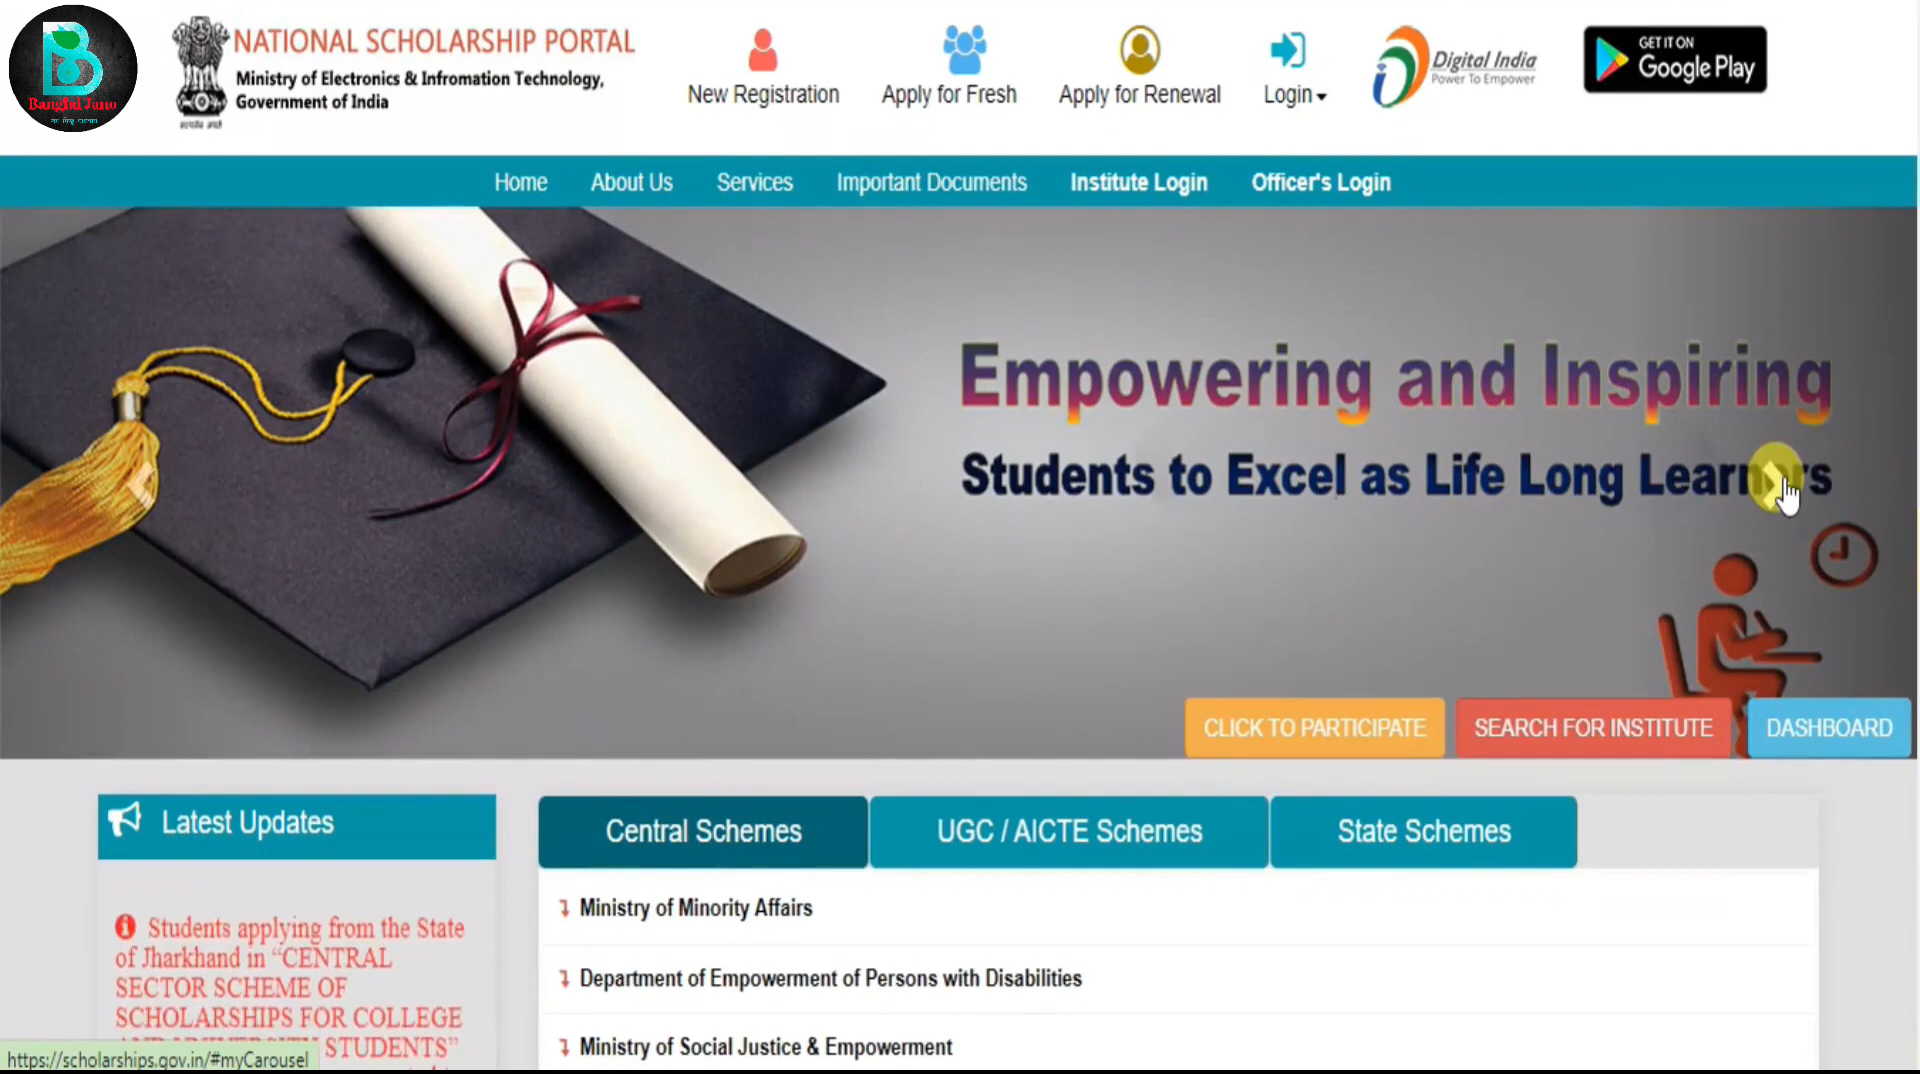 Bangtai Jano
NATIONAL SCHOLARSHIP PORTAL
Ministry of Electronics & Infromation Technology,
Government of India
New Registration
Apply for Fresh
Apply for Renewal
Login
Digital India
Power To Empower
GET IT ON
Google Play
Home
About Us
Services
Important Documents
Institute Login
Officer's Login
Empowering and Inspiring
Students to Excel as Life Long Learners
CLICK TO PARTICIPATE
SEARCH FOR INSTITUTE
DASHBOARD
Latest Updates
Central Schemes
UGC / AICTE Schemes
State Schemes
Students applying from the State
of Jharkhand in “CENTRAL
SECTOR SCHEME OF
SCHOLARSHIPS FOR COLLEGE
STUDENTS”
Ministry of Minority Affairs
Department of Empowerment of Persons with Disabilities
Ministry of Social Justice & Empowerment
https://scholarships.gov.in/#myCarousel